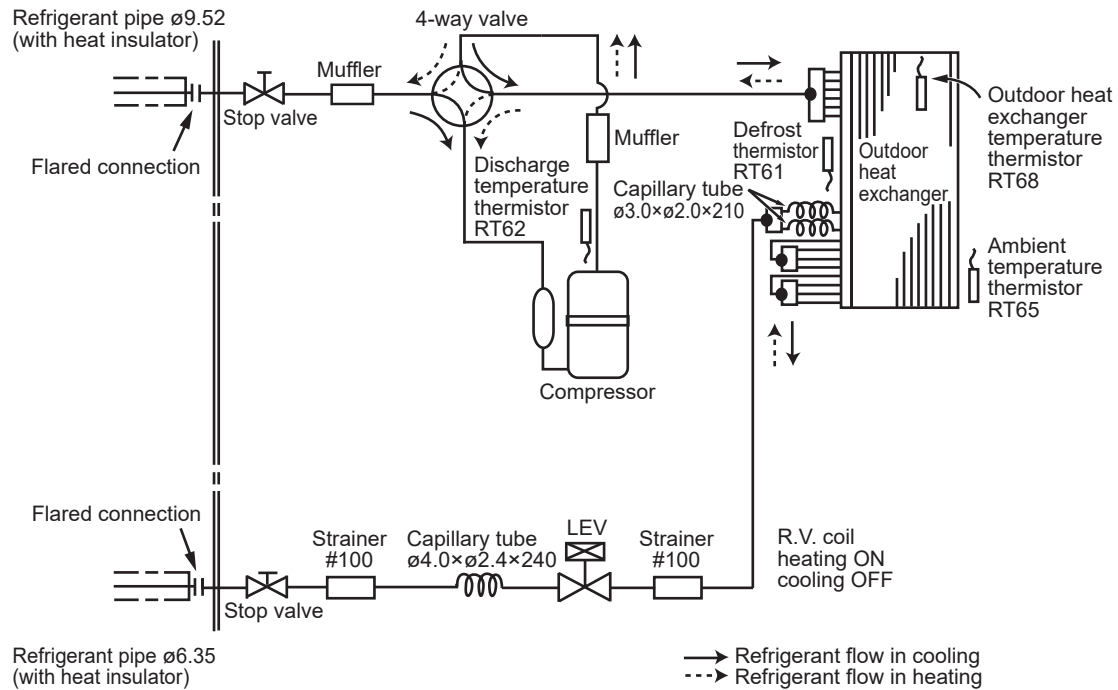 Refrigerant pipe ø9.52
(with heat insulator)
4-way valve
Muffler
Stop valve
Flared connection
Muffler
Discharge
temperature
thermistor
RT62
Compressor
Defrost
thermistor
RT61
Capillary tube
ø3.0×ø2.0×210
Outdoor
heat
exchanger
Outdoor heat
exchanger
temperature
thermistor
RT68
Ambient
temperature
thermistor
RT65
Flared connection
Stop valve
Strainer
#100
Capillary tube
ø4.0×ø2.4×240
LEV
Strainer
#100
R.V. coil
heating ON
cooling OFF
Refrigerant pipe ø6.35
(with heat insulator)
Refrigerant flow in cooling
Refrigerant flow in heating